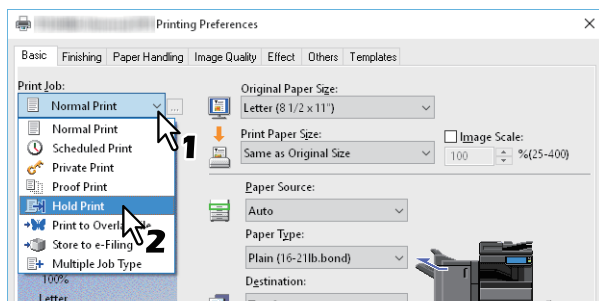 Printing Preferences
Basic Finishing Paper Handling Image Quality Effect Others Templates
Print Job:
Normal Print
...
Normal Print
Scheduled Print
Private Print
Proof Print
Hold Print
Print to
Store to e-Filing
Multiple Job Type
100%
Letter
1
2
Original Paper Size:
Letter (8 1/2 x 11")
Print Paper Size:
Same as Original Size
Image Scale:
100 %(25-400)
Paper Source:
Auto
Paper Type:
Plain (16-21lb.bond)
Destination: